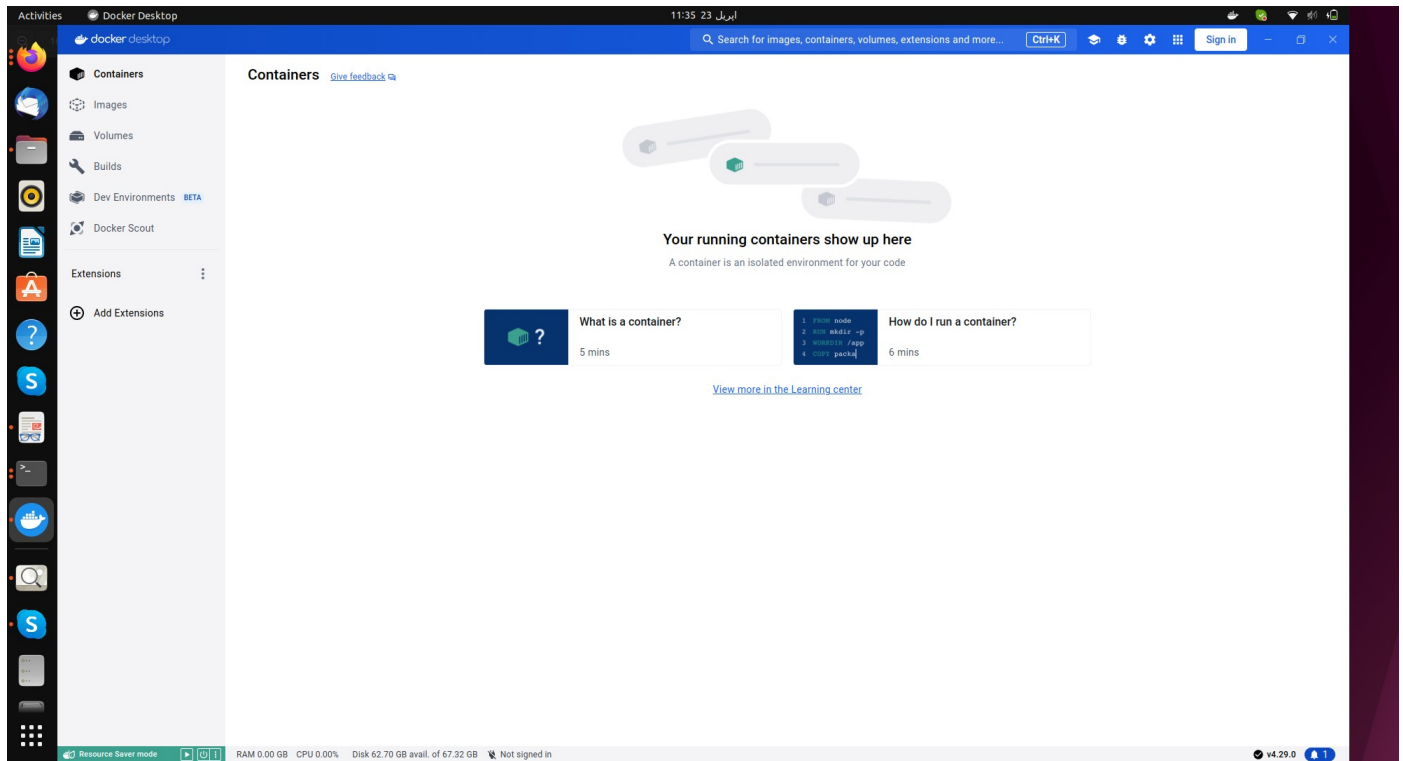 Activities Docker Desktop 11:35 23 ابريل
docker desktop Search for images, containers, volumes, extensions and more... Ctrl+K Sign in
Containers
Images
Volumes
Builds
Dev Environments BETA
Docker Scout
Extensions
Add Extensions
Containers Give feedback
Your running containers show up here
A container is an isolated environment for your code
?
What is a container?
5 mins
1 FROM node
2 RUN mkdir -p
3 WORKDIR /app
4 COPY packa
How do I run a container?
6 mins
View more in the Learning center
Resource Saver mode RAM 0.00 GB CPU 0.00% Disk 62.70 GB avail. of 67.32 GB Not signed in v4.29.0 1